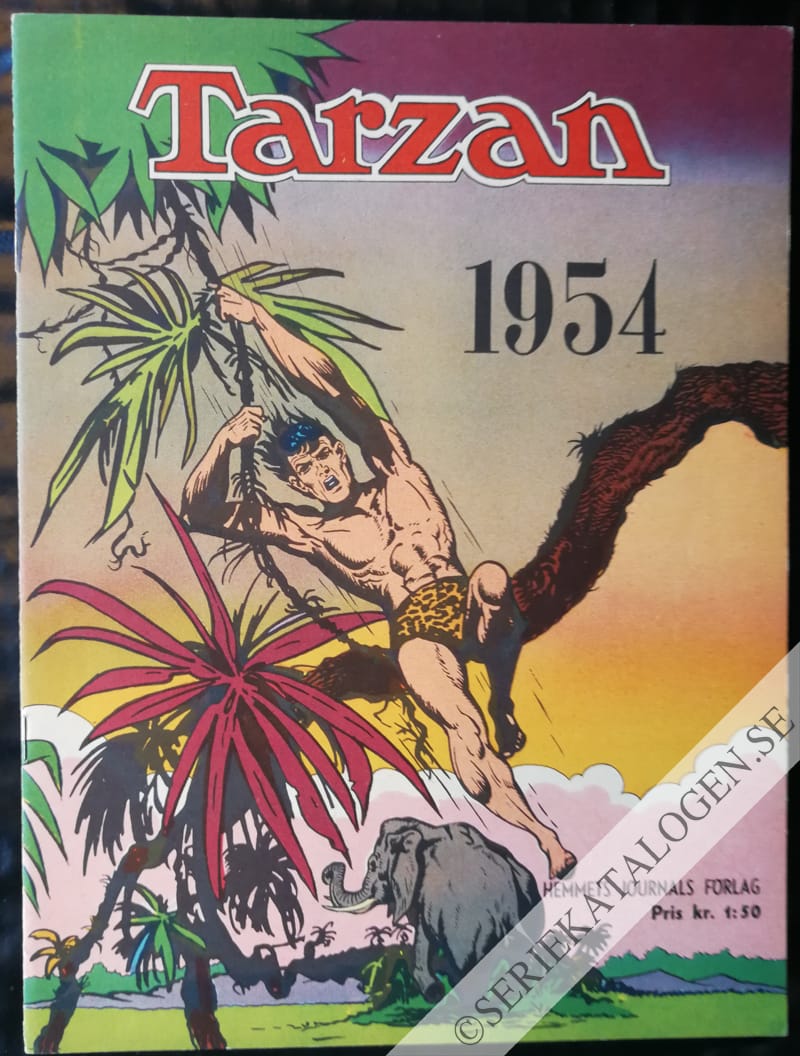 Tarzan
1954
HEMMETS JOURNALS FÖRLAG
Pris kr. 1:50
© SERIEKATALOGEN.SE